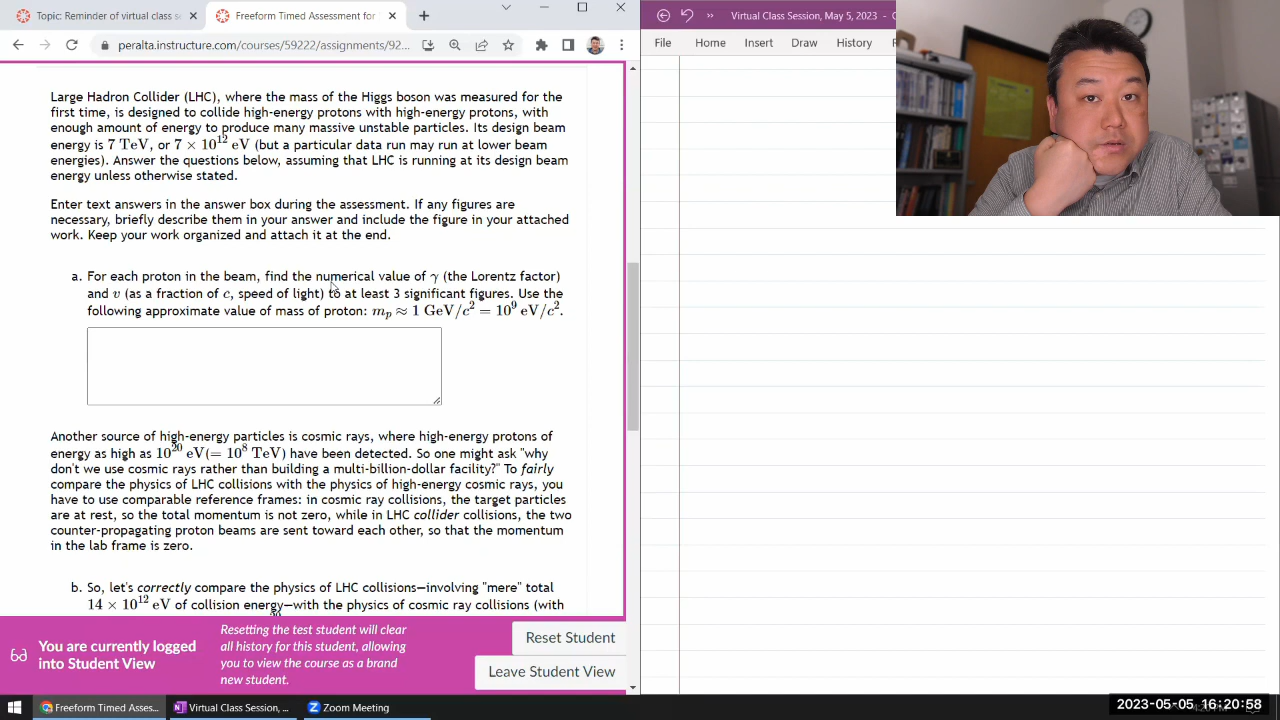 Topic: Reminder of virtual class se
Freeform Timed Assessment for
peralta.instructure.com/courses/59222/assignments/92...
Large Hadron Collider (LHC), where the mass of the Higgs boson was measured for the
first time, is designed to collide high-energy protons with high-energy protons, with
enough amount of energy to produce many massive unstable particles. Its design beam
energy is 7 TeV, or 7 × 10¹² eV (but a particular data run may run at lower beam
energies). Answer the questions below, assuming that LHC is running at its design beam
energy unless otherwise stated.
Enter text answers in the answer box during the assessment. If any figures are
necessary, briefly describe them in your answer and include the figure in your attached
work. Keep your work organized and attach it at the end.
a. For each proton in the beam, find the numerical value of γ (the Lorentz factor)
and v (as a fraction of c, speed of light) to at least 3 significant figures. Use the
following approximate value of mass of proton: mₚ ≈ 1 GeV/c² = 10⁹ eV/c².
Another source of high-energy particles is cosmic rays, where high-energy protons of
energy as high as 10²⁰ eV(= 10⁸ TeV) have been detected. So one might ask "why
don't we use cosmic rays rather than building a multi-billion-dollar facility?" To fairly
compare the physics of LHC collisions with the physics of high-energy cosmic rays, you
have to use comparable reference frames: in cosmic ray collisions, the target particles
are at rest, so the total momentum is not zero, while in LHC collider collisions, the two
counter-propagating proton beams are sent toward each other, so that the momentum
in the lab frame is zero.
b. So, let's correctly compare the physics of LHC collisions—involving "mere" total
14 × 10¹² eV of collision energy—with the physics of cosmic ray collisions (with
You are currently logged
into Student View
Resetting the test student will clear
all history for this student, allowing
you to view the course as a brand
new student.
Reset Student
Leave Student View
Virtual Class Session, May 5, 2023
File Home Insert Draw History
Freeform Timed Asses...
Virtual Class Session, ...
Zoom Meeting
2023-05-05 16:20:58